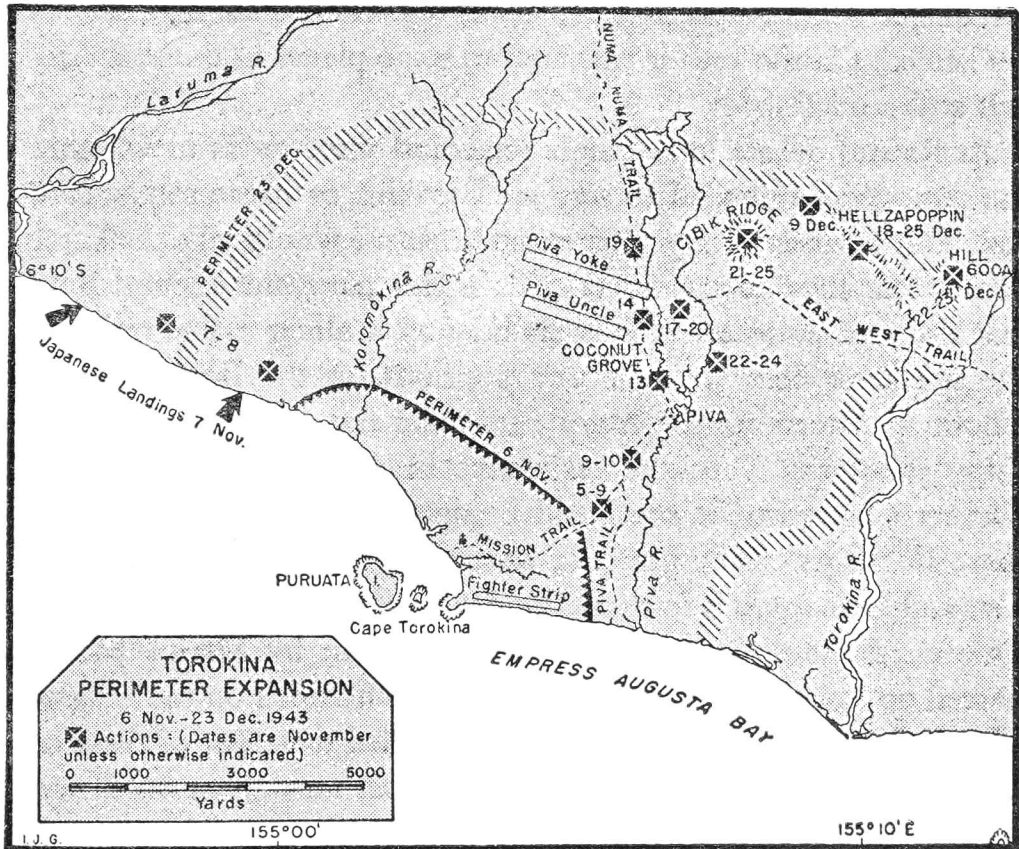 Laruma R.
NUMA
NUMA
TRAIL
PERIMETER 23 DEC.
Koromokina R.
6° 10' S
Japanese Landings 7 Nov.
7-8
19
Piva Yoke
Piva Uncle
14
COCONUT
GROVE
13
17-20
CIBIK RIDGE
21-25
9 Dec.
HELLZAPOPPIN
18-25 Dec.
HILL
600A
22-23
Dec.
EAST WEST TRAIL
22-24
PIVA
PERIMETER 6 NOV.
9-10
5-9
MISSION TRAIL
PIVA TRAIL
Piva R.
Torokina R.
PURUATA
I.
Fighter Strip
Cape Torokina
EMPRESS AUGUSTA BAY
TOROKINA
PERIMETER EXPANSION
6 Nov.-23 Dec. 1943
Actions: (Dates are November
unless otherwise indicated.)
0 1000 3000 5000
Yards
I. J. G.
155° 00'
155° 10' E